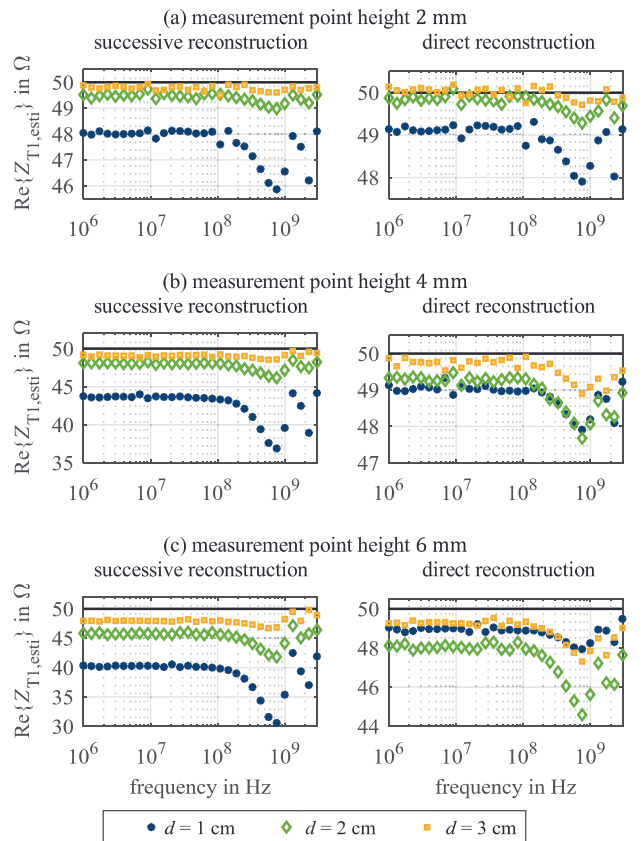 (a) measurement point height 2 mm
successive reconstruction
direct reconstruction
Re{Z_T1,esti} in Ω
50
49
48
47
46
10^6 10^7 10^8 10^9
50
49
48
10^6 10^7 10^8 10^9
(b) measurement point height 4 mm
successive reconstruction
direct reconstruction
Re{Z_T1,esti} in Ω
50
45
40
35
10^6 10^7 10^8 10^9
50
49
48
47
10^6 10^7 10^8 10^9
(c) measurement point height 6 mm
successive reconstruction
direct reconstruction
Re{Z_T1,esti} in Ω
50
45
40
35
30
10^6 10^7 10^8 10^9
frequency in Hz
50
48
46
44
10^6 10^7 10^8 10^9
frequency in Hz
d = 1 cm d = 2 cm d = 3 cm